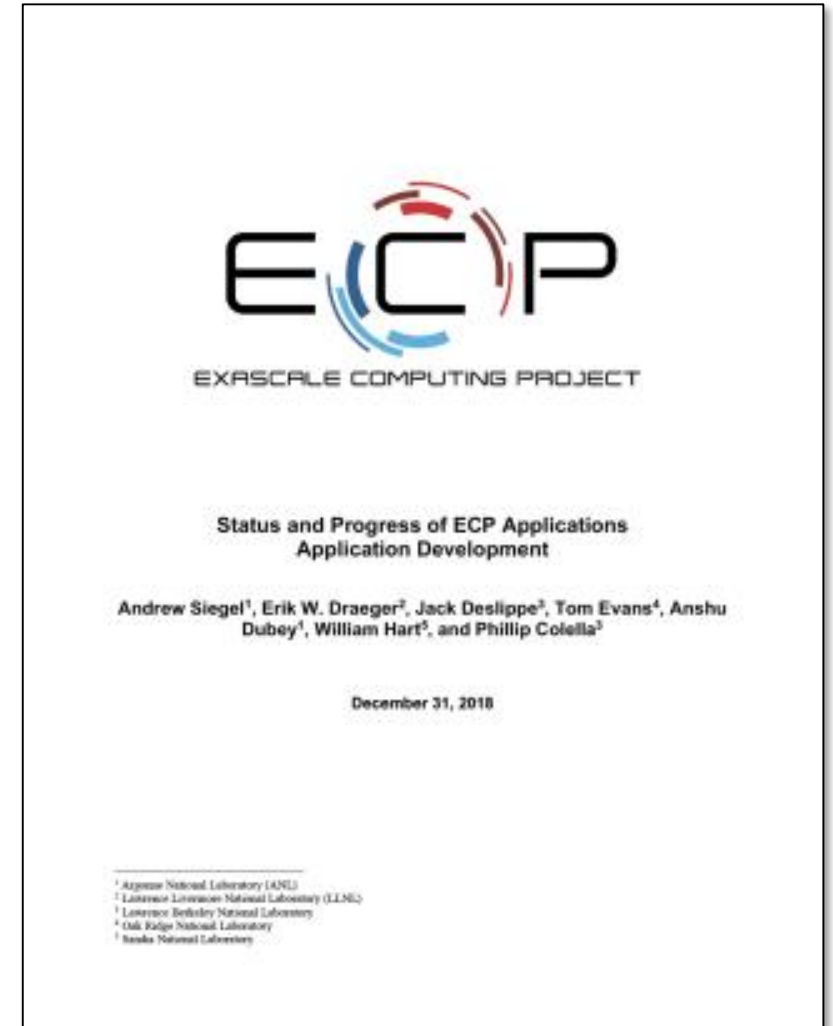 ECP
EXASCALE COMPUTING PROJECT
Status and Progress of ECP Applications
Application Development
Andrew Siegel¹, Erik W. Draeger², Jack Deslippe³, Tom Evans⁴, Anshu
Dubey¹, William Hart⁵, and Phillip Colella³
December 31, 2018
¹ Argonne National Laboratory (ANL)
² Lawrence Livermore National Laboratory (LLNL)
³ Lawrence Berkeley National Laboratory
⁴ Oak Ridge National Laboratory
⁵ Sandia National Laboratory